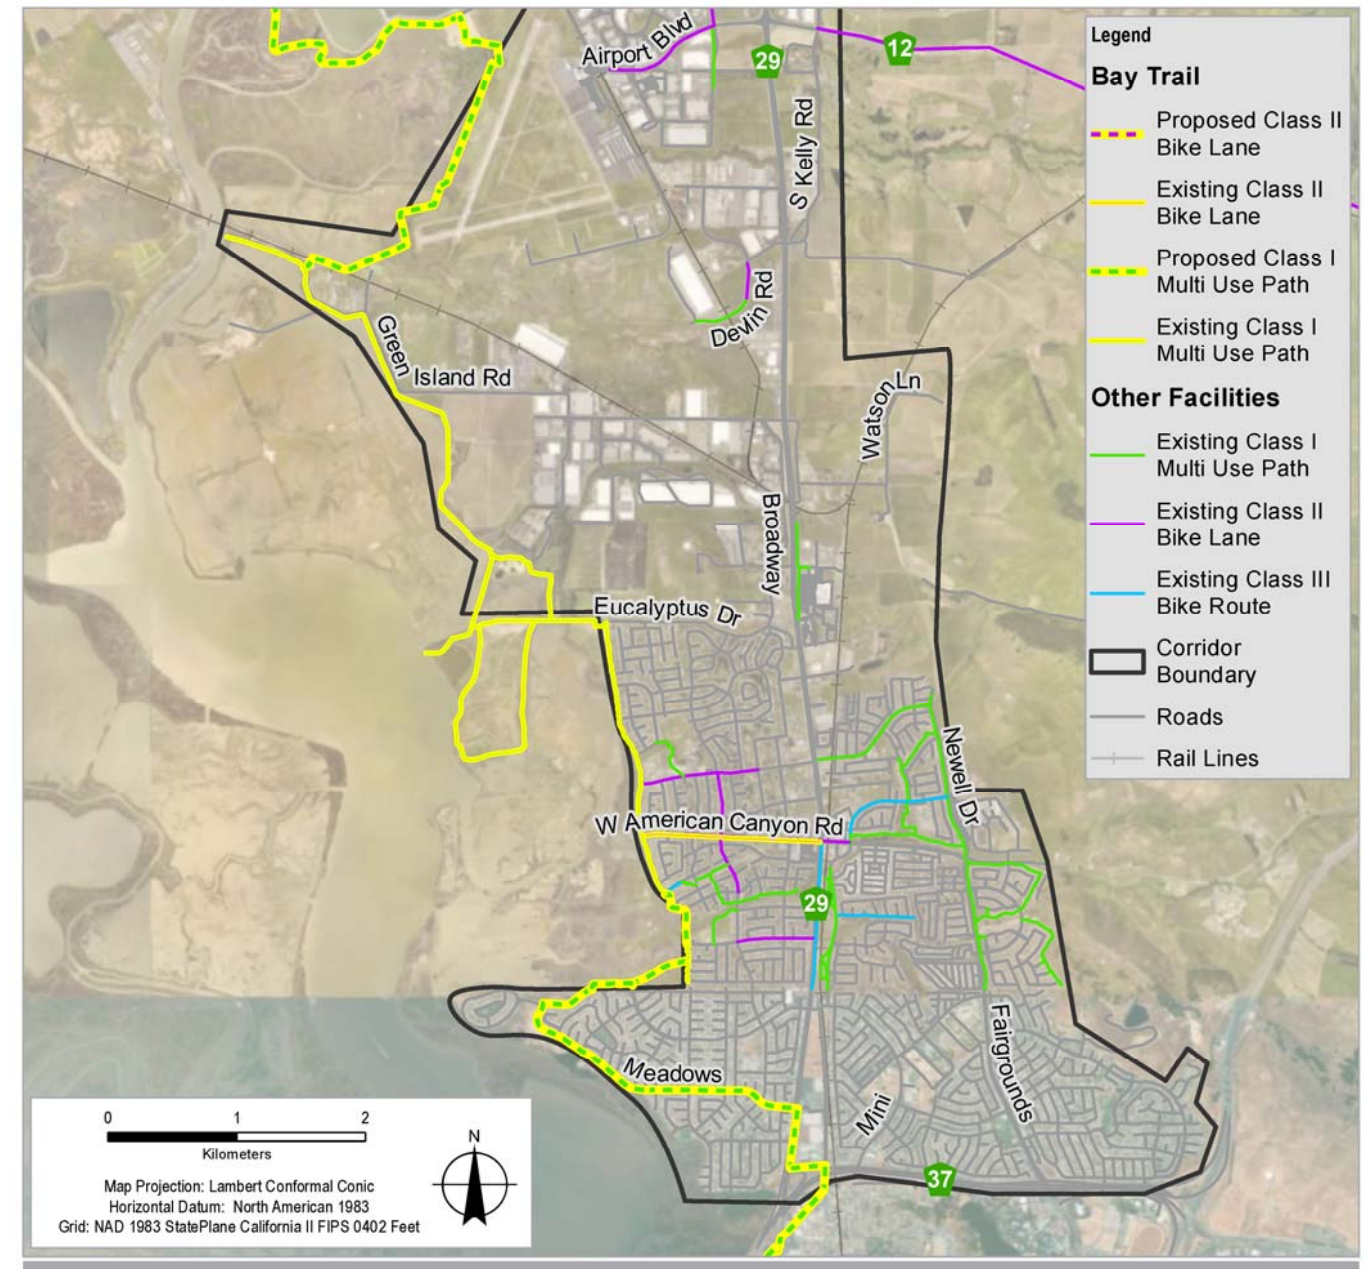 Airport Blvd
29
12
S Kelly Rd
Devlin Rd
Green
Island Rd
Watson Ln
Broadway
Eucalyptus Dr
Newell Dr
W American Canyon Rd
29
Fairgrounds
Meadows
Mini
37
Legend
Bay Trail
Proposed Class II
Bike Lane
Existing Class II
Bike Lane
Proposed Class I
Multi Use Path
Existing Class I
Multi Use Path
Other Facilities
Existing Class I
Multi Use Path
Existing Class II
Bike Lane
Existing Class III
Bike Route
Corridor
Boundary
Roads
Rail Lines
0 1 2
Kilometers
Map Projection: Lambert Conformal Conic
Horizontal Datum: North American 1983
Grid: NAD 1983 StatePlane California II FIPS 0402 Feet
N